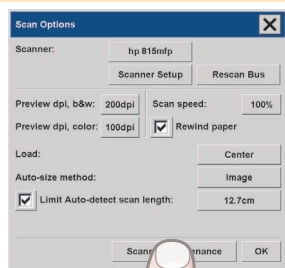 Scan Options
Scanner: hp 815mfp
Scanner Setup Rescan Bus
Preview dpi, b&w: 200dpi Scan speed: 100%
Preview dpi, color: 100dpi Rewind paper
Load: Center
Auto-size method: Image
Limit Auto-detect scan length: 12.7cm
OK